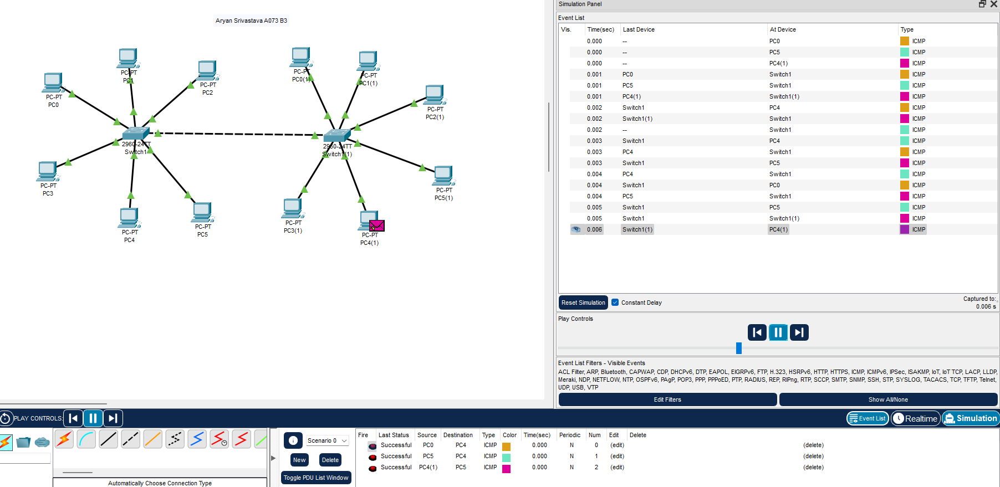 Aryan Srivastava A073 B3
PC-PT
PC0
PC-PT
PC1
PC-PT
PC2
PC-PT
PC0(1)
PC-PT
PC1(1)
PC-PT
PC2(1)
2960-24TT
Switch1
2960-24TT
Switch1(1)
PC-PT
PC3
PC-PT
PC4
PC-PT
PC5
PC-PT
PC3(1)
PC-PT
PC4(1)
PC-PT
PC5(1)
Simulation Panel
Event List
Vis. Time(sec) Last Device At Device Type
0.000 -- PC0 ICMP
0.000 -- PC5 ICMP
0.000 -- PC4(1) ICMP
0.001 PC0 Switch1 ICMP
0.001 PC5 Switch1 ICMP
0.001 PC4(1) Switch1(1) ICMP
0.002 Switch1 PC4 ICMP
0.002 Switch1(1) Switch1 ICMP
0.002 -- Switch1 ICMP
0.003 Switch1 PC4 ICMP
0.003 PC4 Switch1 ICMP
0.003 Switch1 PC5 ICMP
0.004 PC4 Switch1 ICMP
0.004 Switch1 PC0 ICMP
0.004 PC5 Switch1 ICMP
0.005 Switch1 PC5 ICMP
0.005 Switch1 Switch1(1) ICMP
0.006 Switch1(1) PC4(1) ICMP
Reset Simulation Constant Delay Captured to:
0.006 s
Play Controls
Event List Filters - Visible Events
ACL Filter, ARP, Bluetooth, CAPWAP, CDP, DHCPv6, DTP, EAPOL, EIGRPv6, FTP, H.323, HSRPv6, HTTP, HTTPS, ICMP, ICMPv6, IPSec, ISAKMP, IoT, IoT TCP, LACP, LLDP,
Meraki, NDP, NETFLOW, NTP, OSPFv6, PAgP, POP3, PPP, PPPoED, PTP, RADIUS, REP, RIPng, RTP, SCCP, SMTP, SNMP, SSH, STP, SYSLOG, TACACS, TCP, TFTP, Telnet,
UDP, USB, VTP
Edit Filters Show All/None
PLAY CONTROLS: Event List Realtime Simulation
Scenario 0
New Delete
Toggle PDU List Window
Automatically Choose Connection Type
Fire Last Status Source Destination Type Color Time(sec) Periodic Num Edit Delete
Successful PC0 PC4 ICMP 0.000 N 0 (edit) (delete)
Successful PC5 PC4 ICMP 0.000 N 1 (edit) (delete)
Successful PC4(1) PC5 ICMP 0.000 N 2 (edit) (delete)